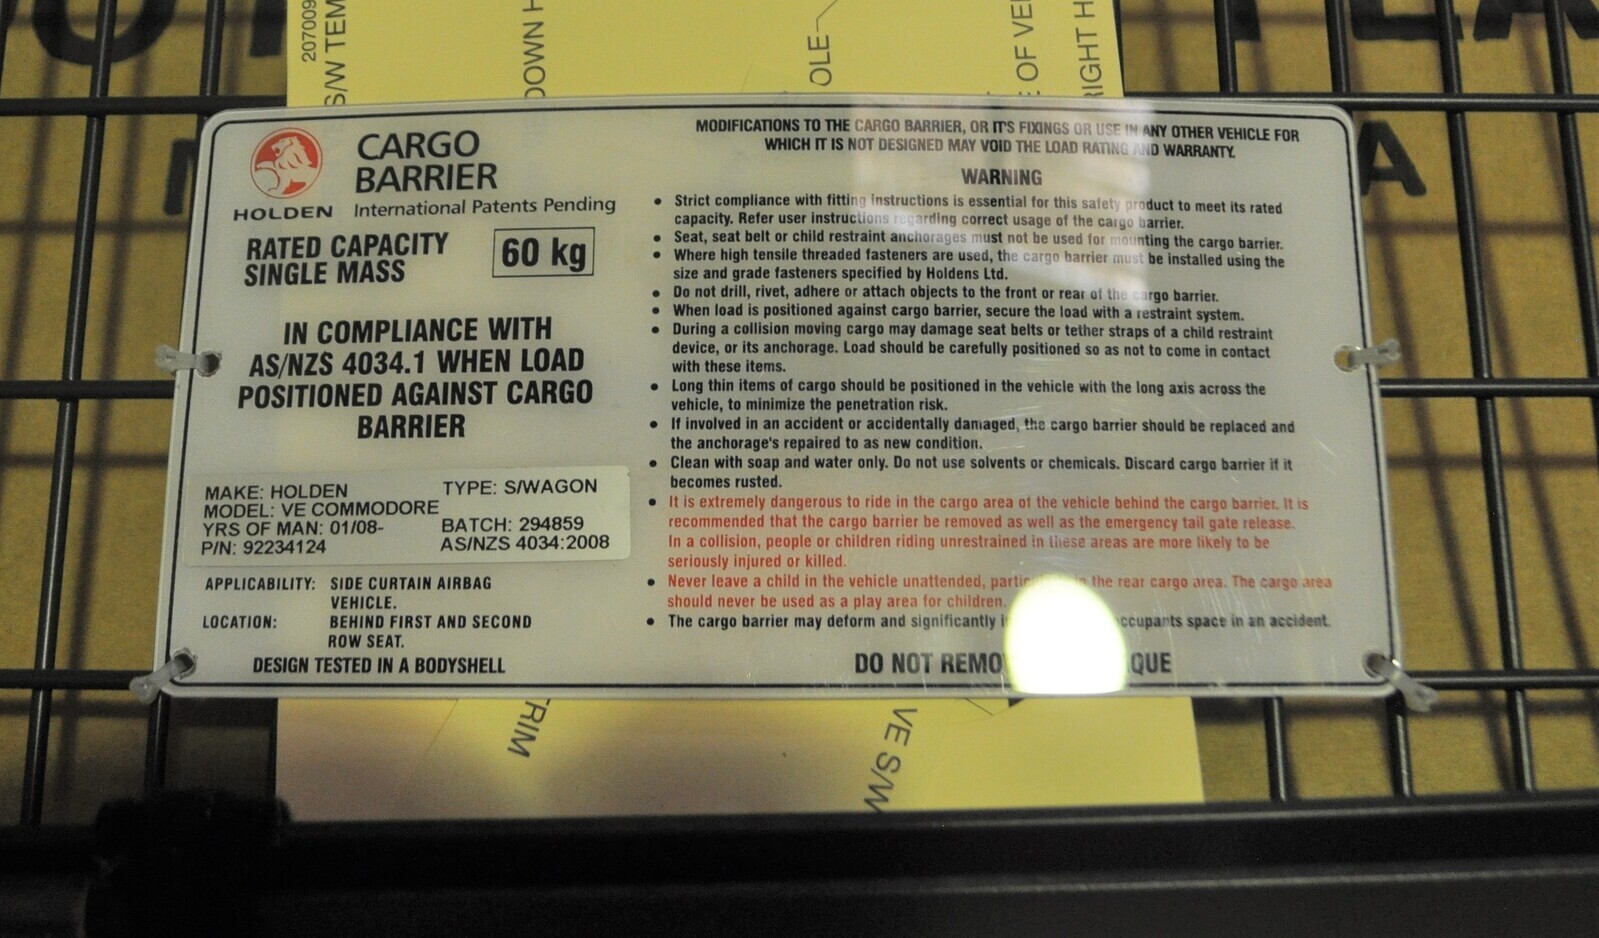 207009
S/W TEM
DOWN H
OLE
OF VE
RIGHT H
CARGO
BARRIER
HOLDEN International Patents Pending
RATED CAPACITY
SINGLE MASS
60 kg
IN COMPLIANCE WITH
AS/NZS 4034.1 WHEN LOAD
POSITIONED AGAINST CARGO
BARRIER
MAKE: HOLDEN TYPE: S/WAGON
MODEL: VE COMMODORE
YRS OF MAN: 01/08- BATCH: 294859
P/N: 92234124 AS/NZS 4034:2008
APPLICABILITY: SIDE CURTAIN AIRBAG
VEHICLE.
LOCATION: BEHIND FIRST AND SECOND
ROW SEAT.
DESIGN TESTED IN A BODYSHELL
MODIFICATIONS TO THE CARGO BARRIER, OR IT'S FIXINGS OR USE IN ANY OTHER VEHICLE FOR
WHICH IT IS NOT DESIGNED MAY VOID THE LOAD RATING AND WARRANTY.
WARNING
• Strict compliance with fitting instructions is essential for this safety product to meet its rated
capacity. Refer user instructions regarding correct usage of the cargo barrier.
• Seat, seat belt or child restraint anchorages must not be used for mounting the cargo barrier.
• Where high tensile threaded fasteners are used, the cargo barrier must be installed using the
size and grade fasteners specified by Holdens Ltd.
• Do not drill, rivet, adhere or attach objects to the front or rear of the cargo barrier.
• When load is positioned against cargo barrier, secure the load with a restraint system.
• During a collision moving cargo may damage seat belts or tether straps of a child restraint
device, or its anchorage. Load should be carefully positioned so as not to come in contact
with these items.
• Long thin items of cargo should be positioned in the vehicle with the long axis across the
vehicle, to minimize the penetration risk.
• If involved in an accident or accidentally damaged, the cargo barrier should be replaced and
the anchorage's repaired to as new condition.
• Clean with soap and water only. Do not use solvents or chemicals. Discard cargo barrier if it
becomes rusted.
• It is extremely dangerous to ride in the cargo area of the vehicle behind the cargo barrier. It is
recommended that the cargo barrier be removed as well as the emergency tail gate release.
In a collision, people or children riding unrestrained in these areas are more likely to be
seriously injured or killed.
• Never leave a child in the vehicle unattended, partic in the rear cargo area. The cargo area
should never be used as a play area for children.
• The cargo barrier may deform and significantly occupants space in an accident.
DO NOT REMO QUE
TRIM
VE S/W